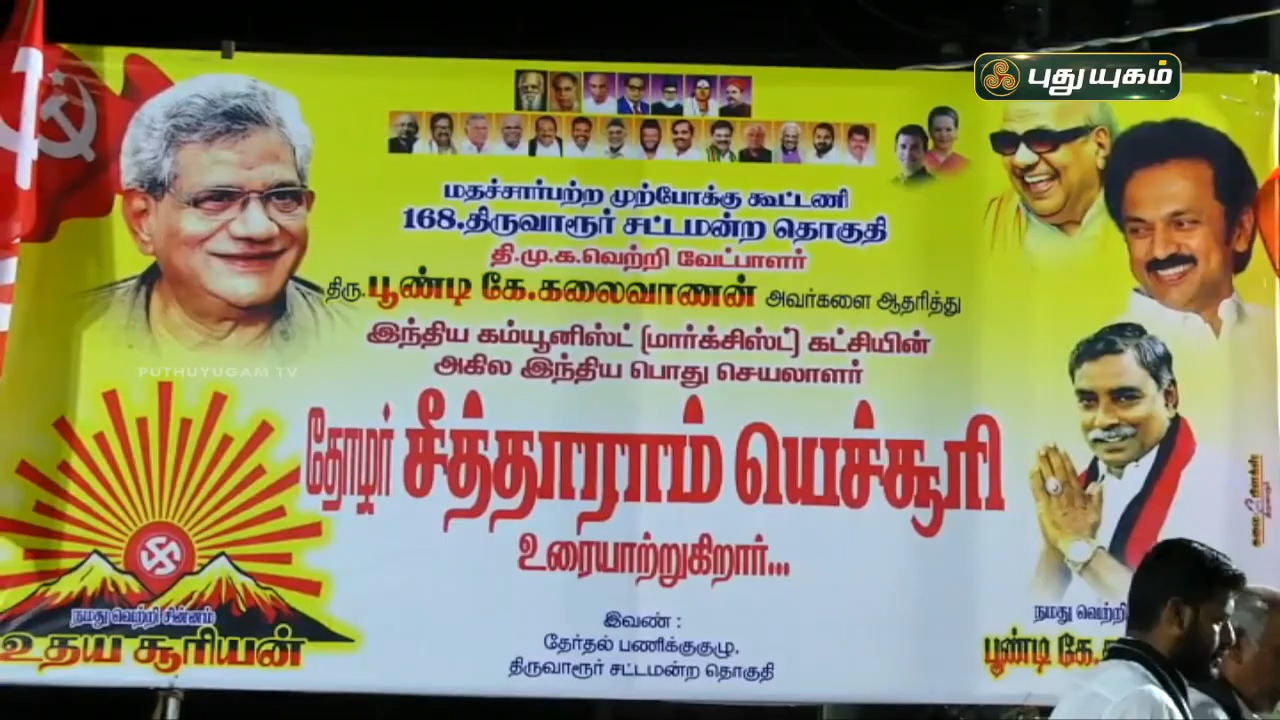 புதுயுகம்
மதச்சார்பற்ற முற்போக்கு கூட்டணி
168.திருவாரூர் சட்டமன்ற தொகுதி
தி.மு.க.வெற்றி வேட்பாளர்
திரு.பூண்டி கே.கலைவாணன் அவர்களை ஆதரித்து
இந்திய கம்யூனிஸ்ட் (மார்க்சிஸ்ட்) கட்சியின்
அகில இந்திய பொது செயலாளர்
PUTHUYUGAM TV
தோழர் சீத்தாராம் யெச்சூரி
உரையாற்றுகிறார்...
நமது வெற்றி சின்னம்
உதய சூரியன்
இவண் :
தேர்தல் பணிக்குகுழு,
திருவாரூர் சட்டமன்ற தொகுதி
நமது வெற்றி
பூண்டி கே.